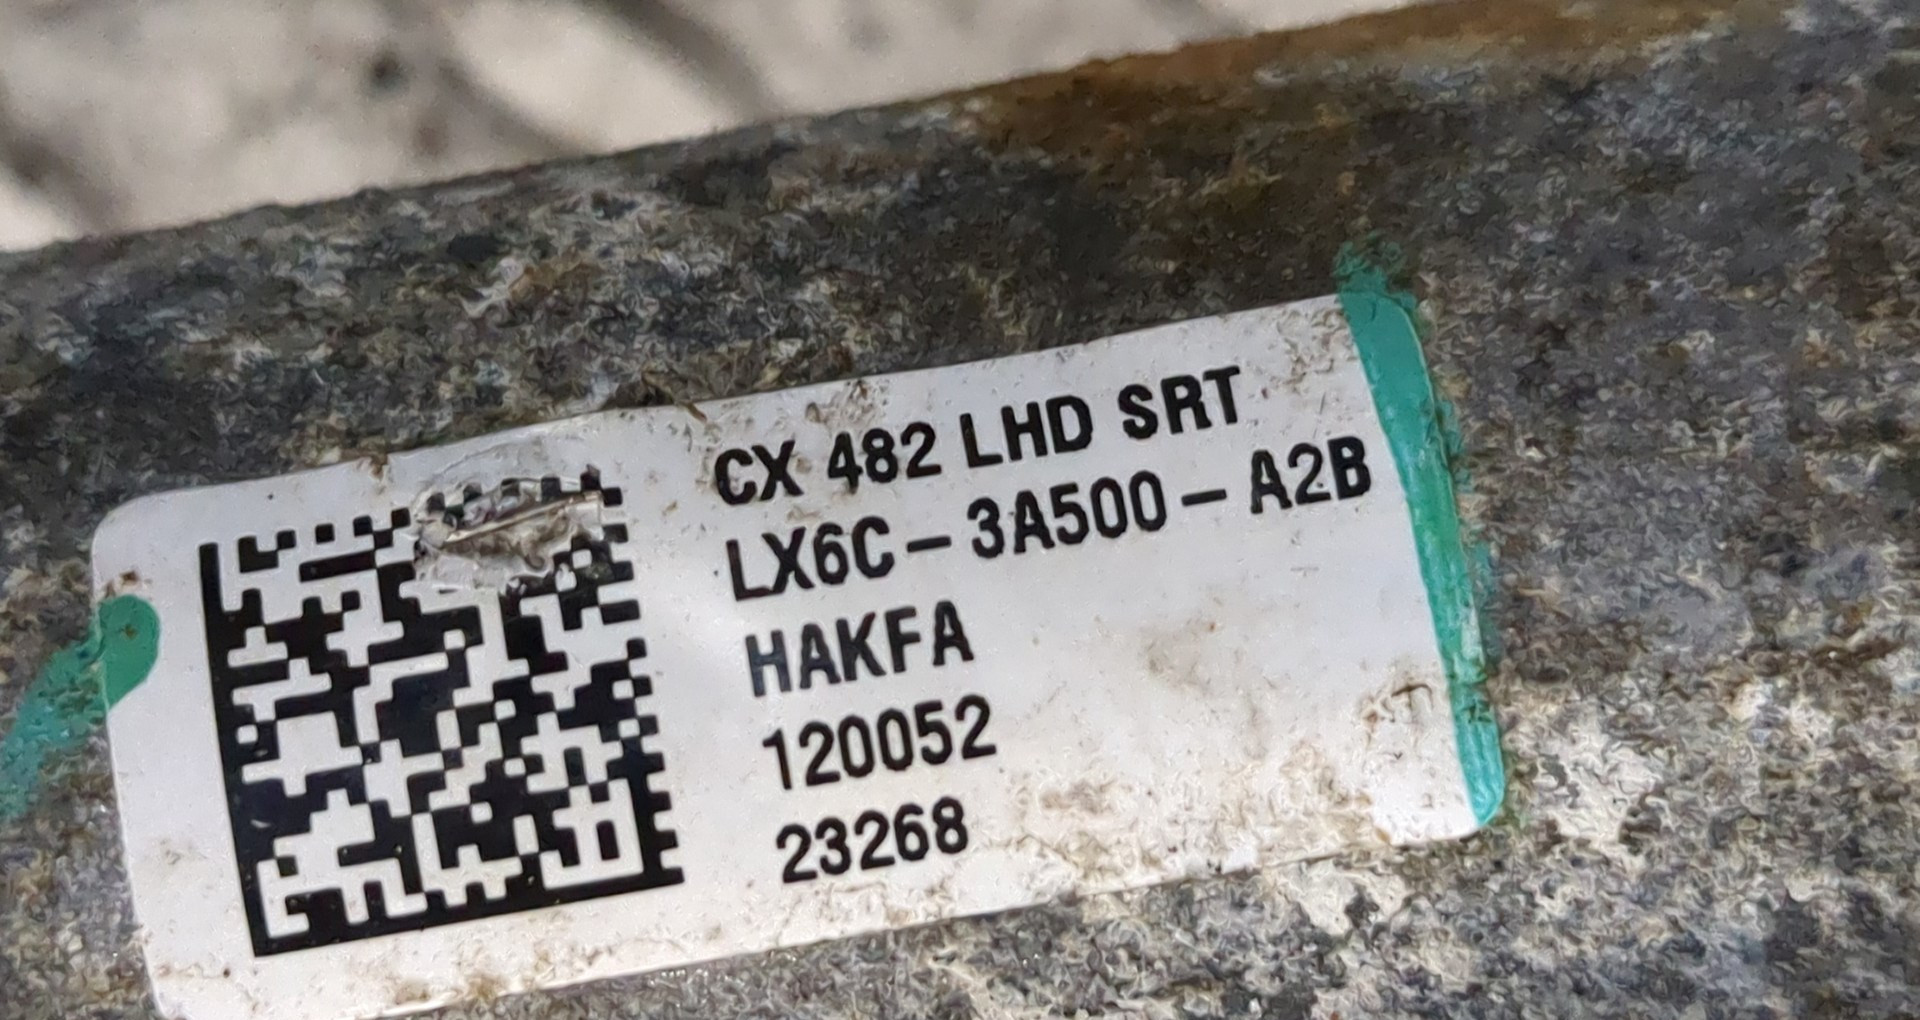 CX 482 LHD SRT
LX6C-3A500-A2B
HAKFA
120052
23268